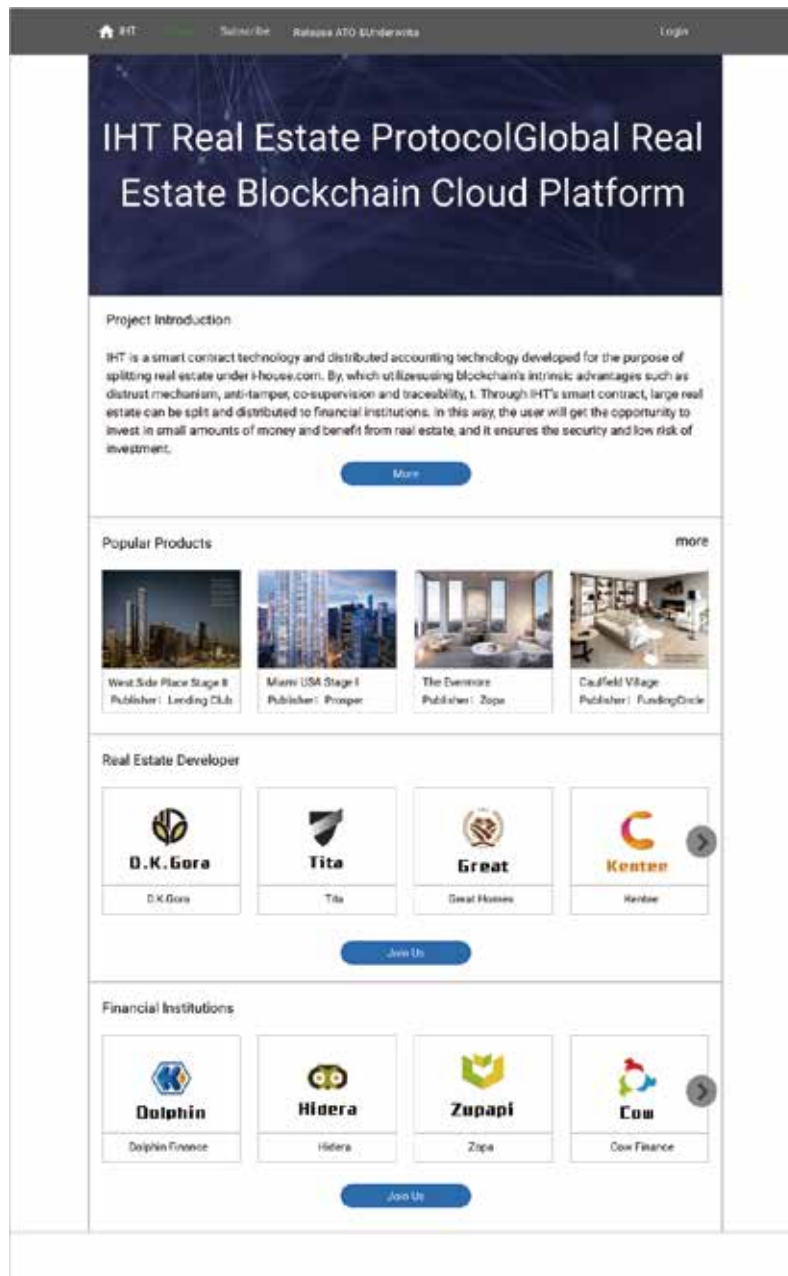 IHT Subscribe Release ATO &Underwrite Login
IHT Real Estate ProtocolGlobal Real
Estate Blockchain Cloud Platform
Project Introduction
IHT is a smart contract technology and distributed accounting technology developed for the purpose of
splitting real estate under i-house.com. By, which utilizesusing blockchain's intrinsic advantages such as
distrust mechanism, anti-tamper, co-supervision and traceability, t. Through IHT's smart contract, large real
estate can be split and distributed to financial institutions. In this way, the user will get the opportunity to
invest in small amounts of money and benefit from real estate, and it ensures the security and low risk of
investment.
More
Popular Products more
West Side Place Stage II Miami USA Stage I The Evermore Caulfield Village
Publisher: Lending Club Publisher: Prosper Publisher: Zopa Publisher: FundingCircle
Real Estate Developer
D.K.Gora Tita Great Kentee
D.K.Gora Tita Great Homes Kentee
Join Us
Financial Institutions
Dolphin Hidera Zupapi Cow
Dolphin Finance Hidera Zopa Cow Finance
Join Us